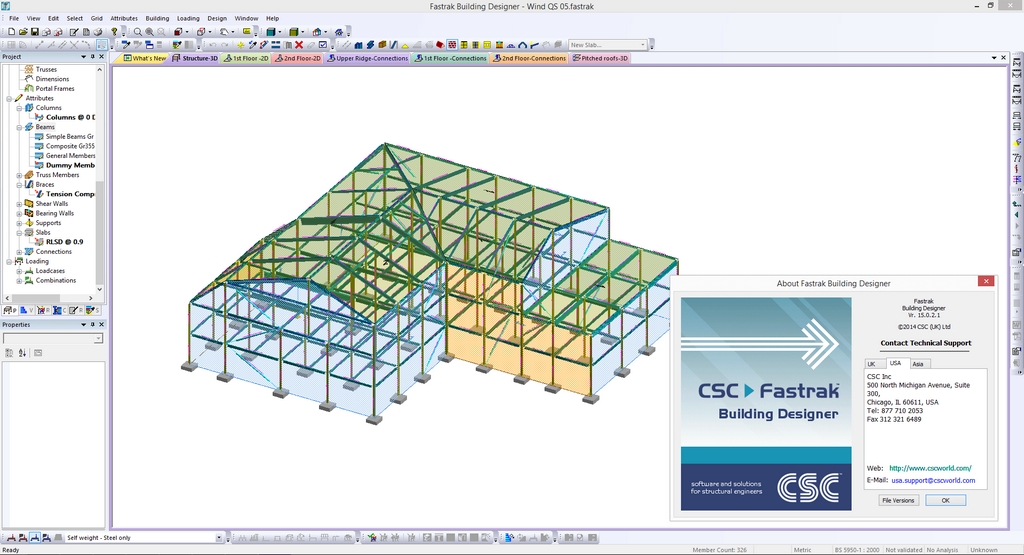 Fastrak Building Designer - Wind QS 05.fastrak
File View Edit Select Grid Attributes Building Loading Design Window Help
New Slab...
Project
What's New Structure-3D 1st Floor -2D 2nd Floor-2D Upper Ridge-Connections 1st Floor -Connections 2nd Floor-Connections Pitched roofs-3D
Trusses
Dimensions
Portal Frames
Attributes
Columns
Columns @ 0 D
Beams
Simple Beams Gr
Composite Gr355
General Members
Dummy Memb
Truss Members
Braces
Tension Comp
Shear Walls
Bearing Walls
Supports
Slabs
RLSD @ 0.9
Connections
Loading
Loadcases
Combinations
Properties
About Fastrak Building Designer
CSC Fastrak
Building Designer
software and solutions
for structural engineers
CSC
Fastrak
Building Designer
Vr. 15.0.2.1
©2014 CSC (UK) Ltd
Contact Technical Support
UK USA Asia
CSC Inc
500 North Michigan Avenue, Suite
300,
Chicago, IL 60611, USA
Tel: 877 710 2053
Fax 312 321 6489
Web: http://www.cscworld.com/
E-Mail: usa.support@cscworld.com
File Versions OK
Self weight - Steel only
Ready Member Count: 326 Metric BS 5950-1 : 2000 Not validated No Analysis Unknown